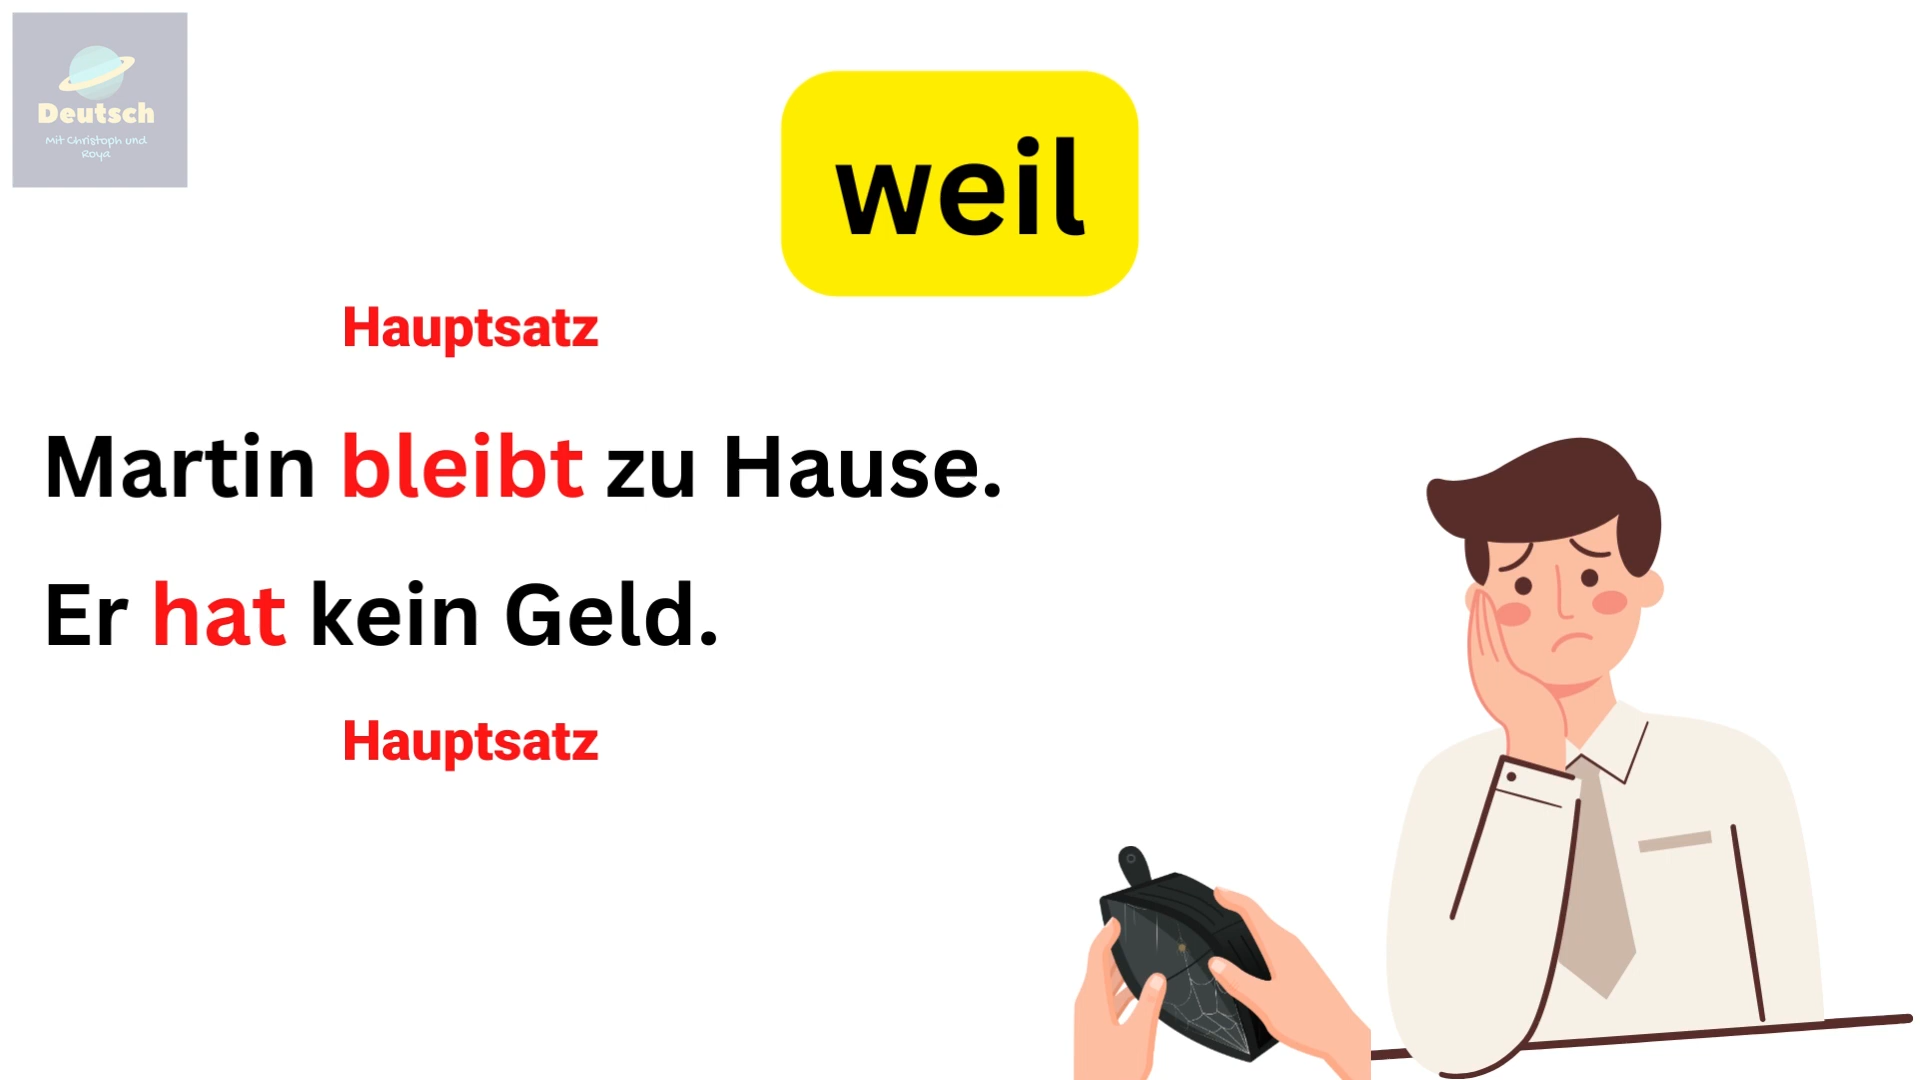 Deutsch
Mit Christoph und
Roya
weil
Hauptsatz
Martin bleibt zu Hause.
Er hat kein Geld.
Hauptsatz